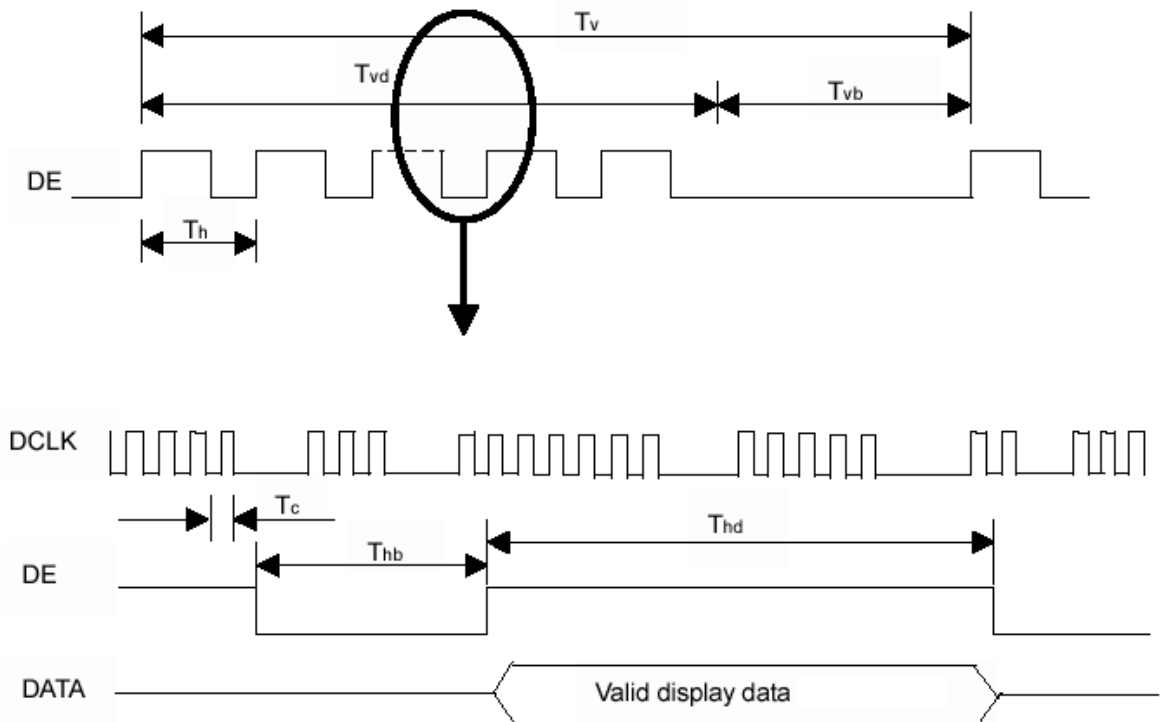 Tv
Tvd
Tvb
DE
Th
DCLK
Tc
Thd
Thb
DE
DATA
Valid display data